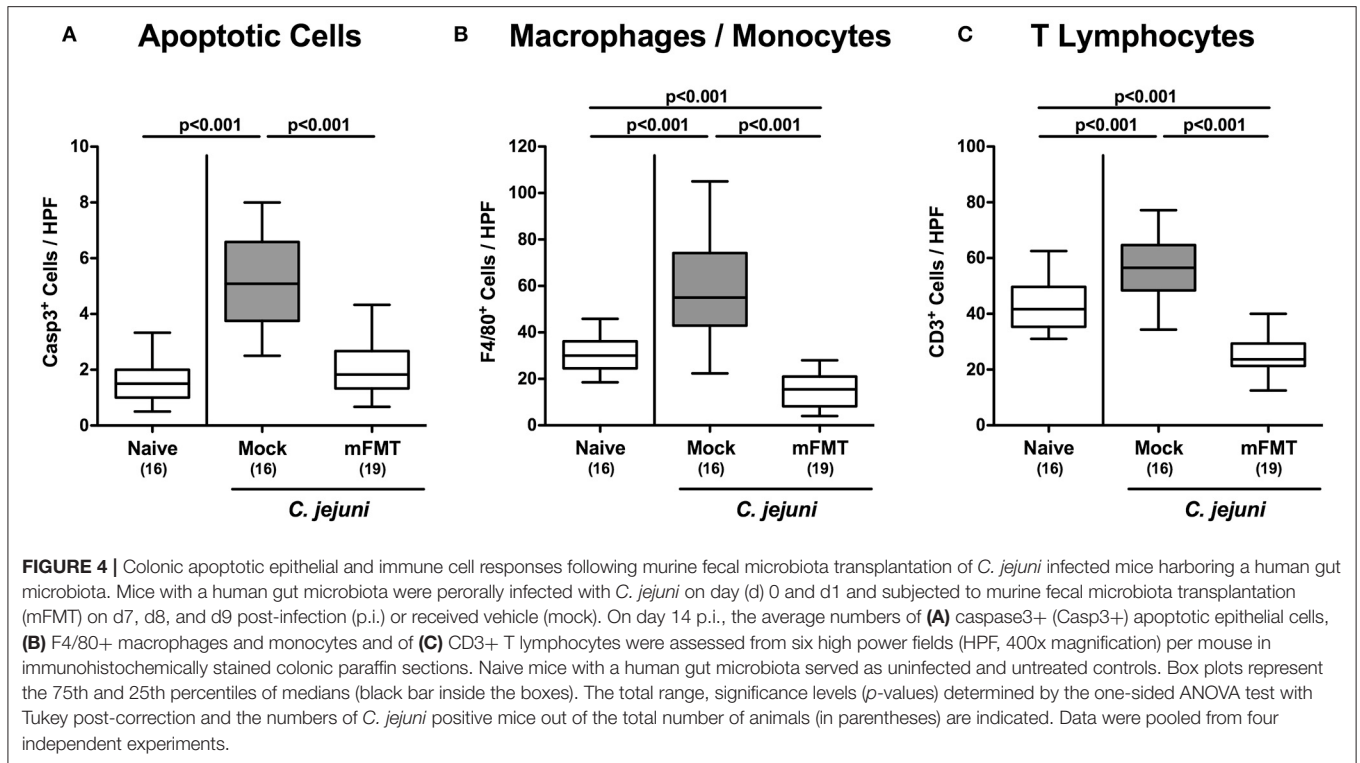 A Apoptotic Cells
p<0.001 p<0.001
Casp3+ Cells / HPF
10
8
6
4
2
0
Naive Mock mFMT
(16) (16) (19)
C. jejuni
B Macrophages / Monocytes
p<0.001
p<0.001 p<0.001
F4/80+ Cells / HPF
120
100
80
60
40
20
0
Naive Mock mFMT
(16) (16) (19)
C. jejuni
C T Lymphocytes
p<0.001
p<0.001 p<0.001
CD3+ Cells / HPF
100
80
60
40
20
0
Naive Mock mFMT
(16) (16) (19)
C. jejuni
FIGURE 4 | Colonic apoptotic epithelial and immune cell responses following murine fecal microbiota transplantation of C. jejuni infected mice harboring a human gut
microbiota. Mice with a human gut microbiota were perorally infected with C. jejuni on day (d) 0 and d1 and subjected to murine fecal microbiota transplantation
(mFMT) on d7, d8, and d9 post-infection (p.i.) or received vehicle (mock). On day 14 p.i., the average numbers of (A) caspase3+ (Casp3+) apoptotic epithelial cells,
(B) F4/80+ macrophages and monocytes and of (C) CD3+ T lymphocytes were assessed from six high power fields (HPF, 400x magnification) per mouse in
immunohistochemically stained colonic paraffin sections. Naive mice with a human gut microbiota served as uninfected and untreated controls. Box plots represent
the 75th and 25th percentiles of medians (black bar inside the boxes). The total range, significance levels (p-values) determined by the one-sided ANOVA test with
Tukey post-correction and the numbers of C. jejuni positive mice out of the total number of animals (in parentheses) are indicated. Data were pooled from four
independent experiments.